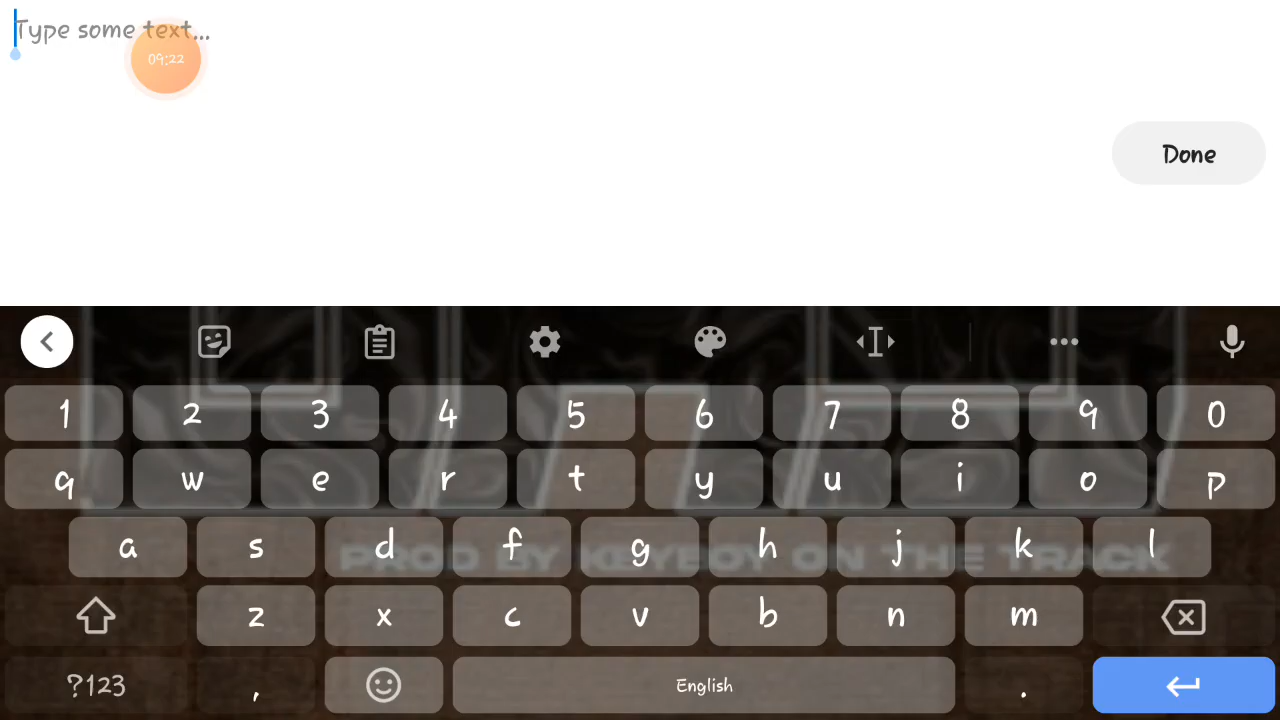 Type some text...
09:22
Done
1 2 3 4 5 6 7 8 9 0
q w e r t y u i o p
a s d f g h j k l
PROD BY KEYBOY ON THE TRACK
z x c v b n m
?123 , English .